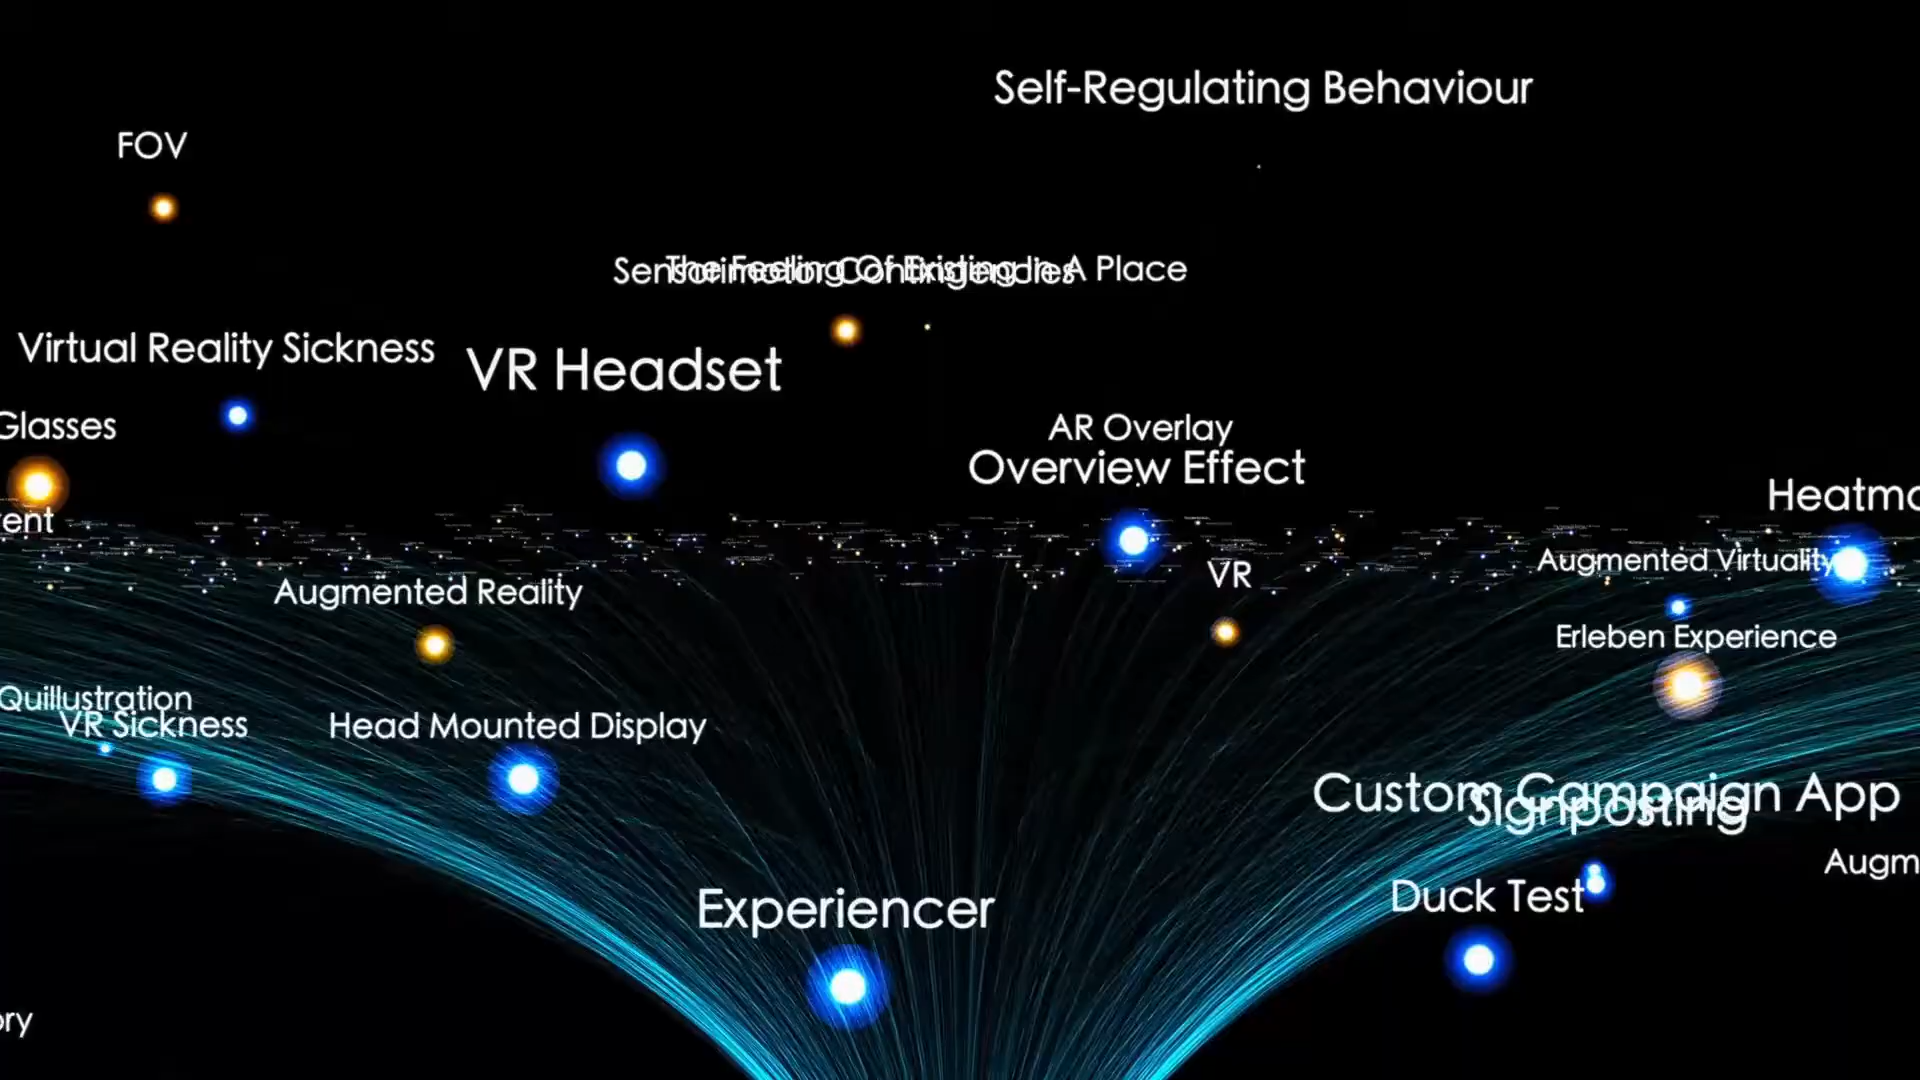 Self-Regulating Behaviour
FOV
Sensorimotor Contingencies
The Feeling Of Existing In A Place
Virtual Reality Sickness
VR Headset
Glasses
AR Overlay
Overview Effect
Heatma
ent
Augmented Virtuality
VR
Augmented Reality
Erleben Experience
Quillustration
VR Sickness
Head Mounted Display
Custom Campaign App
Signposting
Augm
Duck Test
Experiencer
ory